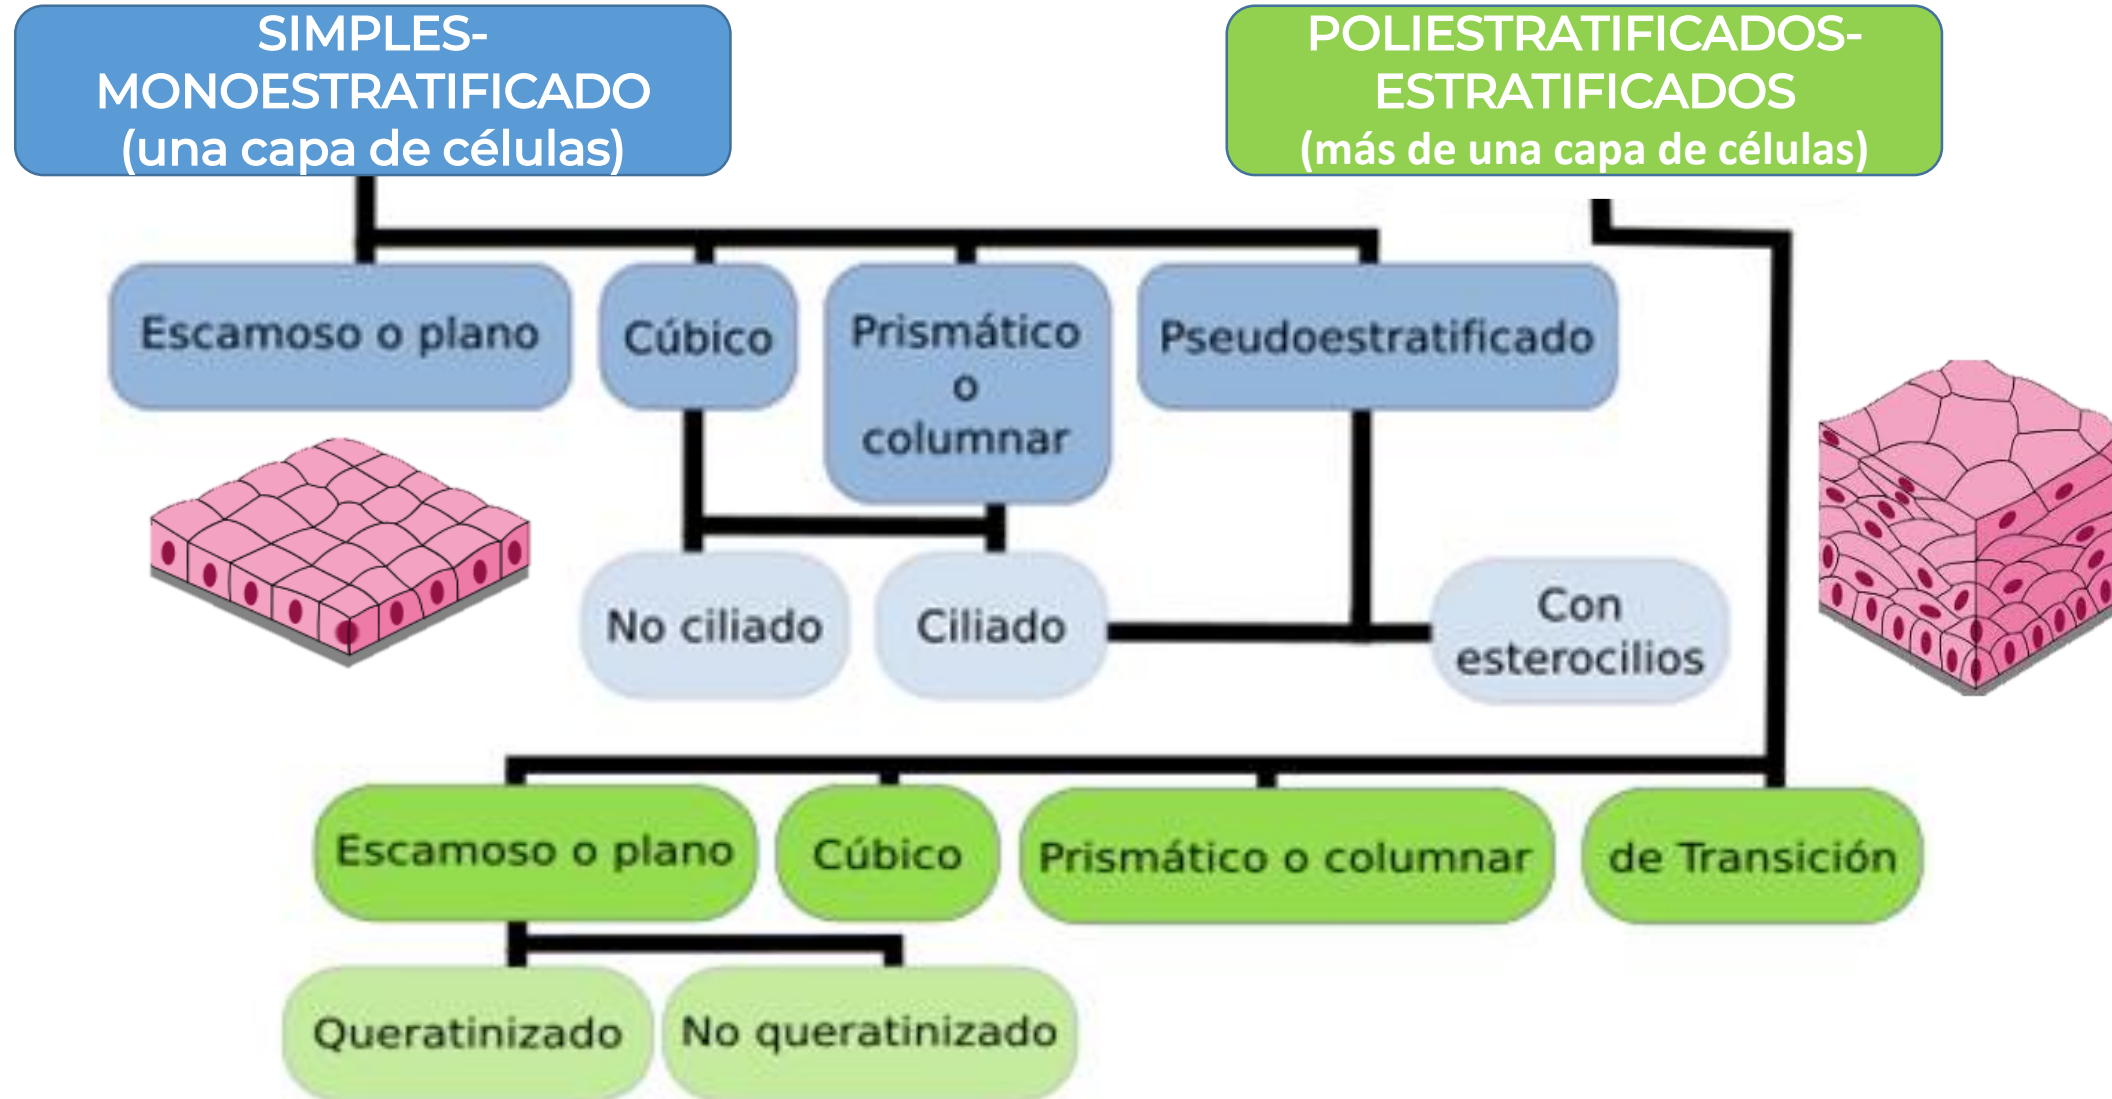 SIMPLES-
MONOESTRATIFICADO
(una capa de células)
POLIESTRATIFICADOS-
ESTRATIFICADOS
(más de una capa de células)
Escamoso o plano
Cúbico
Prismático
o
columnar
Pseudoestratificado
No ciliado
Ciliado
Con
esterocilios
Escamoso o plano
Cúbico
Prismático o columnar
de Transición
Queratinizado
No queratinizado